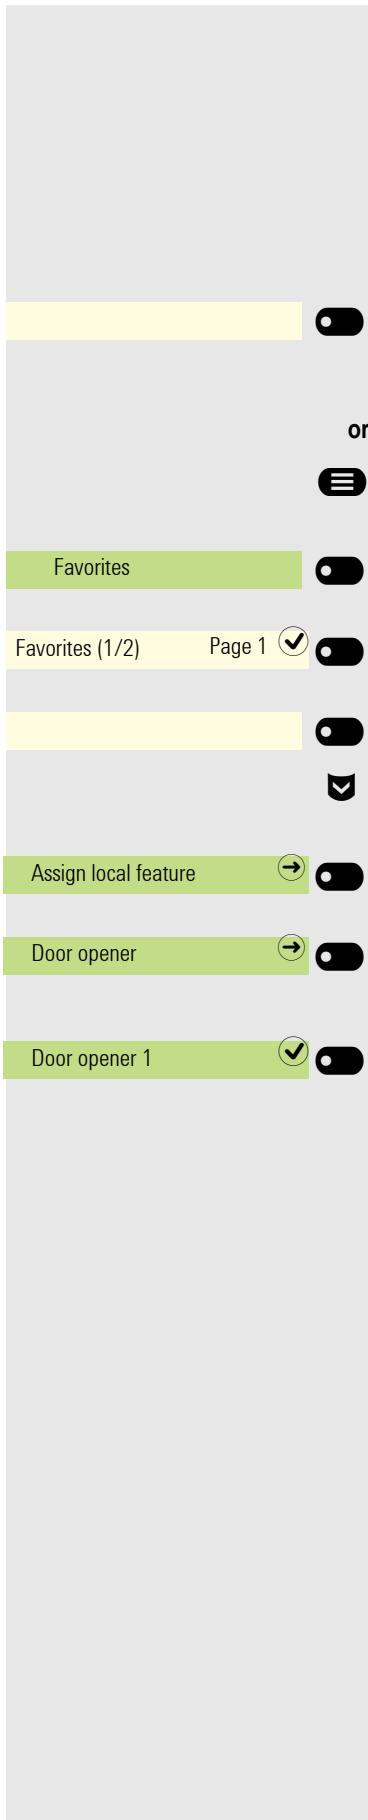 or
Favorites
Favorites (1/2) Page 1
Assign local feature
Door opener
Door opener 1